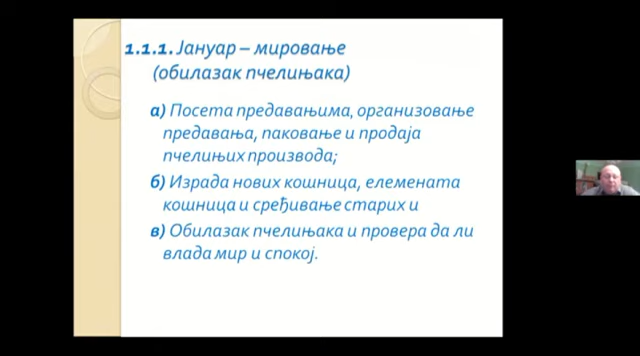 1.1.1. Јануар – мировање
(обилазак пчелињака)
а) Посета предавањима, организовање
предавања, паковање и продаја
пчелињих производа;
б) Израда нових кошница, елемената
кошница и сређивање старих и
в) Обилазак пчелињака и провера да ли
влада мир и спокој.